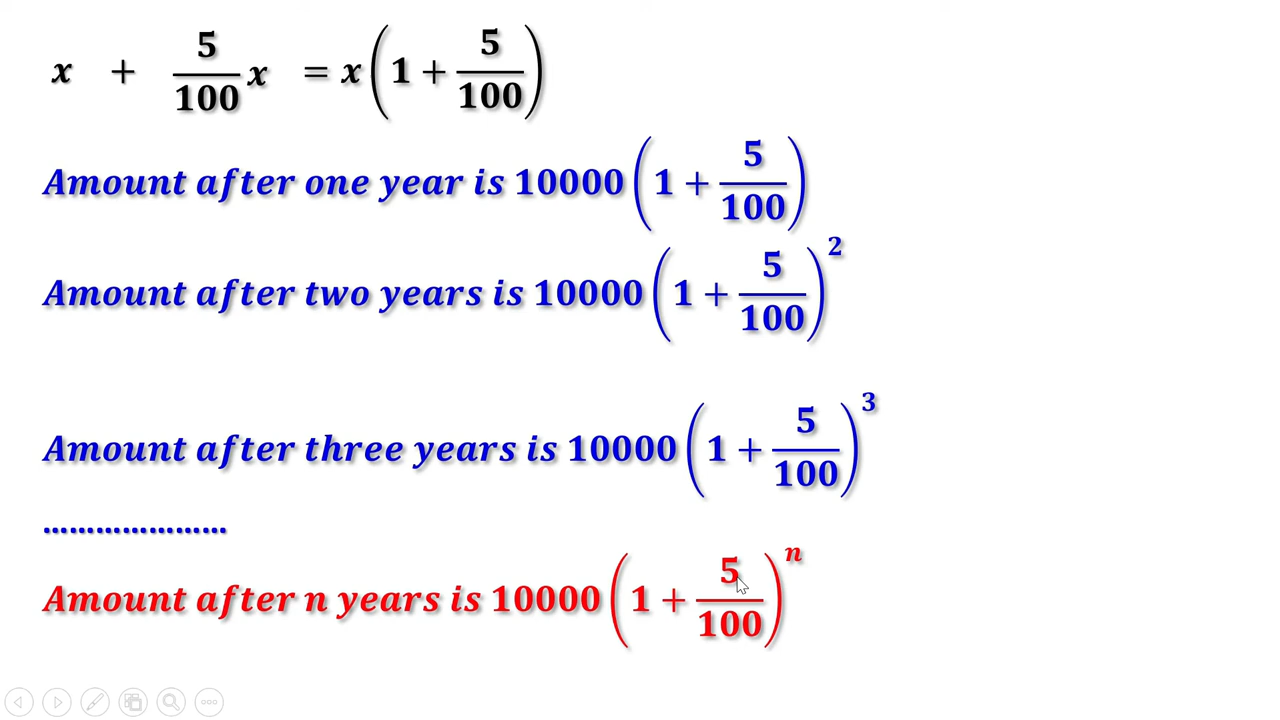 x + 5/100 x = x(1 + 5/100)
Amount after one year is 10000(1 + 5/100)
Amount after two years is 10000(1 + 5/100)²
Amount after three years is 10000(1 + 5/100)³
.....................
Amount after n years is 10000(1 + 5/100)ⁿ